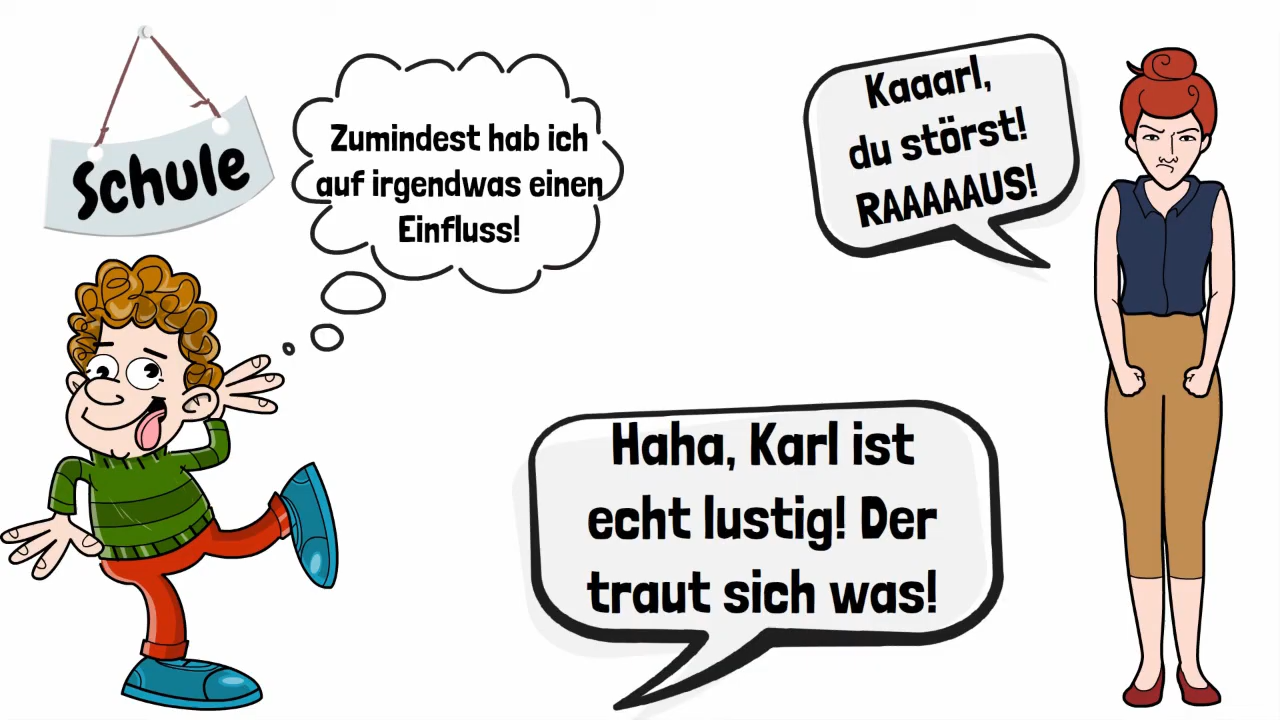 Schule
Zumindest hab ich
auf irgendwas einen
Einfluss!
Kaaarl,
du störst!
RAAAAAUS!
Haha, Karl ist
echt lustig! Der
traut sich was!